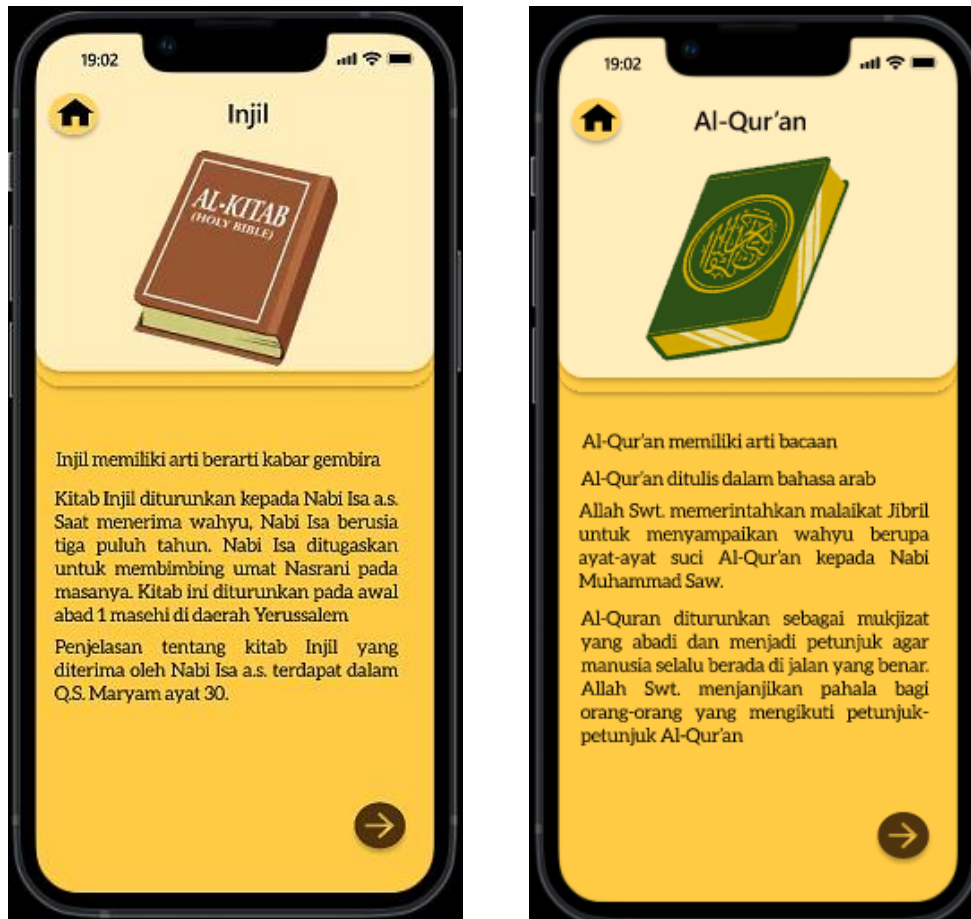 19:02
Injil
AL-KITAB
(HOLY BIBLE)
Injil memiliki arti berarti kabar gembira
Kitab Injil diturunkan kepada Nabi Isa a.s.
Saat menerima wahyu, Nabi Isa berusia
tiga puluh tahun. Nabi Isa ditugaskan
untuk membimbing umat Nasrani pada
masanya. Kitab ini diturunkan pada awal
abad 1 masehi di daerah Yerussalem
Penjelasan tentang kitab Injil yang
diterima oleh Nabi Isa a.s. terdapat dalam
Q.S. Maryam ayat 30.
19:02
Al-Qur’an
Al-Qur’an memiliki arti bacaan
Al-Qur’an ditulis dalam bahasa arab
Allah Swt. memerintahkan malaikat Jibril
untuk menyampaikan wahyu berupa
ayat-ayat suci Al-Qur’an kepada Nabi
Muhammad Saw.
Al-Quran diturunkan sebagai mukjizat
yang abadi dan menjadi petunjuk agar
manusia selalu berada di jalan yang benar.
Allah Swt. menjanjikan pahala bagi
orang-orang yang mengikuti petunjuk-
petunjuk Al-Qur’an